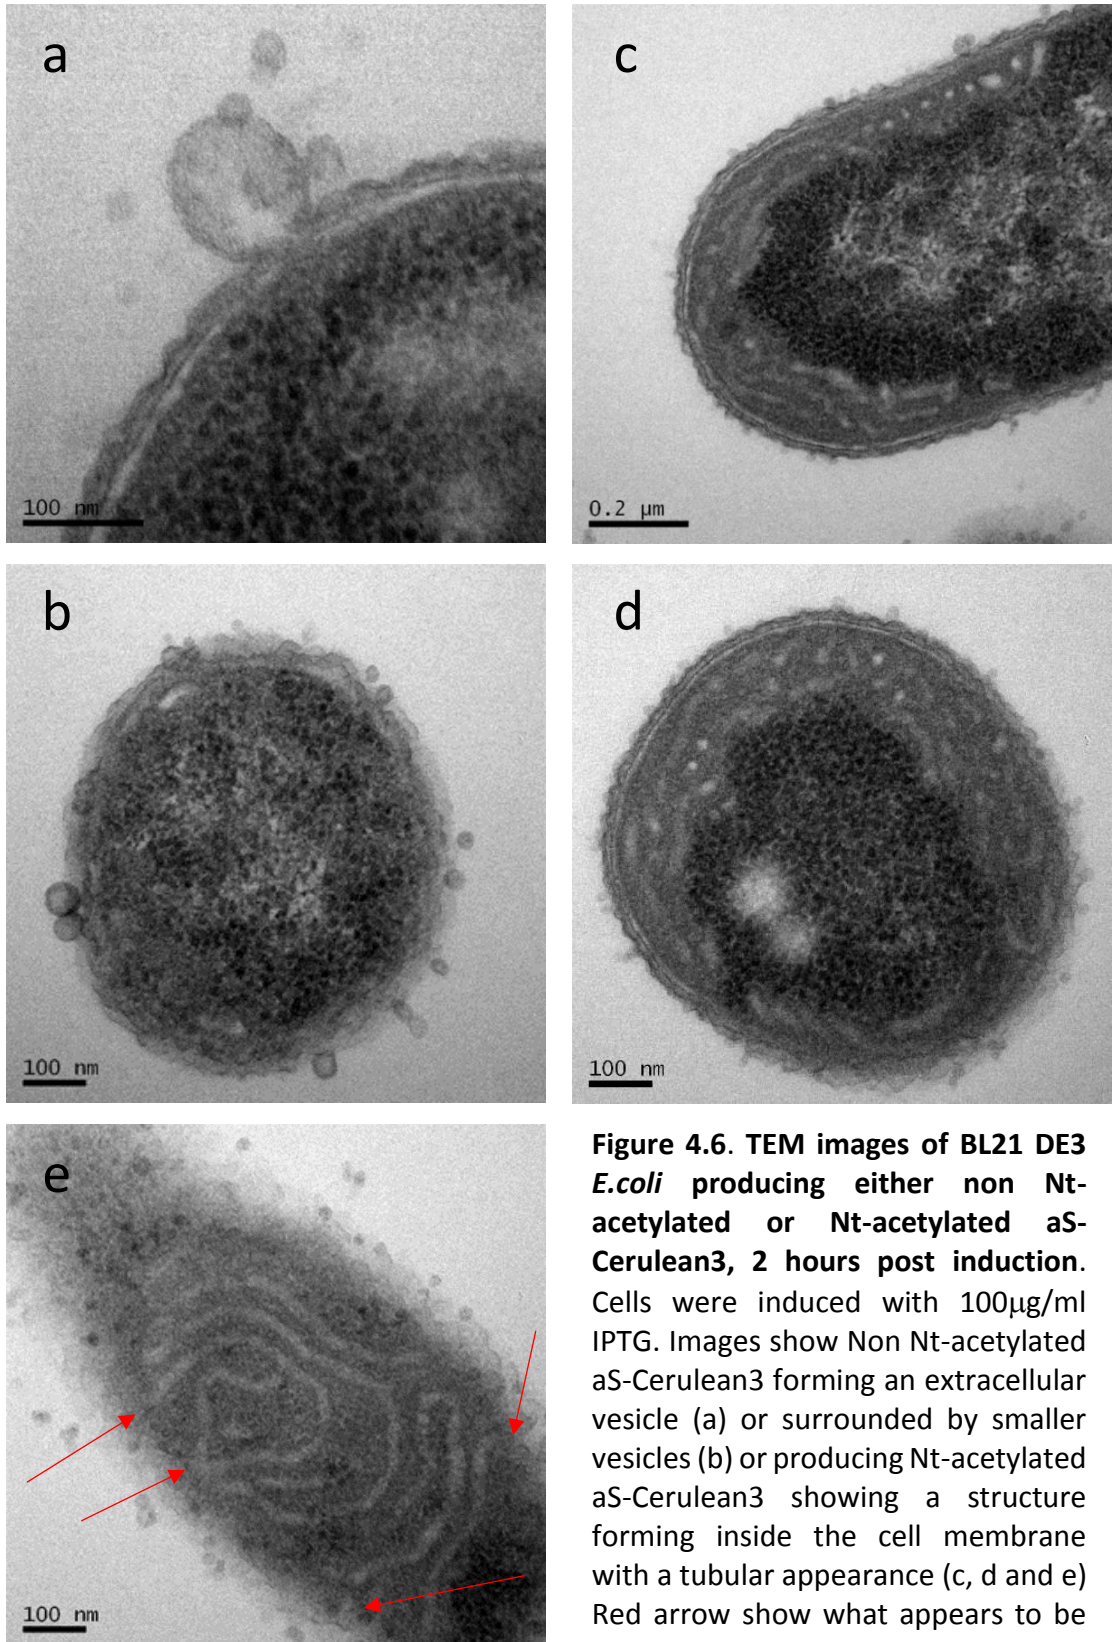 a
100 nm
c
0.2 µm
b
100 nm
d
100 nm
e
100 nm
Figure 4.6. TEM images of BL21 DE3
E.coli producing either non Nt-
acetylated or Nt-acetylated aS-
Cerulean3, 2 hours post induction.
Cells were induced with 100µg/ml
IPTG. Images show Non Nt-acetylated
aS-Cerulean3 forming an extracellular
vesicle (a) or surrounded by smaller
vesicles (b) or producing Nt-acetylated
aS-Cerulean3 showing a structure
forming inside the cell membrane
with a tubular appearance (c, d and e)
Red arrow show what appears to be